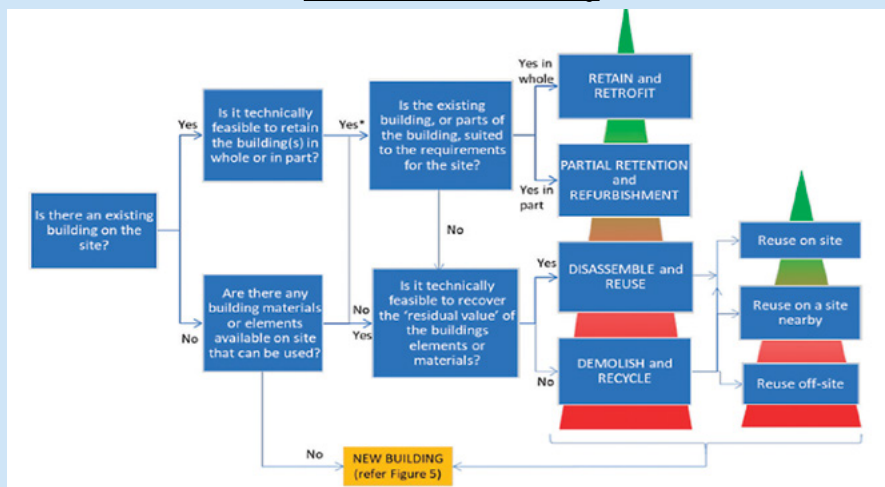 Yes in
whole
RETAIN and
RETROFIT
Is it technically
feasible to retain
the building(s) in
whole or in part?
Yes
Yes*
Is the existing
building, or parts
of the building, suited
to the requirements
for the site?
PARTIAL RETENTION
and
REFURBISHMENT
Yes in
part
Is there an existing
building on the
site?
No
Reuse on site
Are there any
building materials
or elements
available on site
that can be used?
No
No
Yes
Is it technically
feasible to recover
the ‘residual value’ of
the buildings
elements or
materials?
Yes
DISASSEMBLE and
REUSE
Reuse on a site
nearby
No
DEMOLISH and
RECYCLE
Reuse off-site
No
NEW BUILDING
(refer Figure 5)